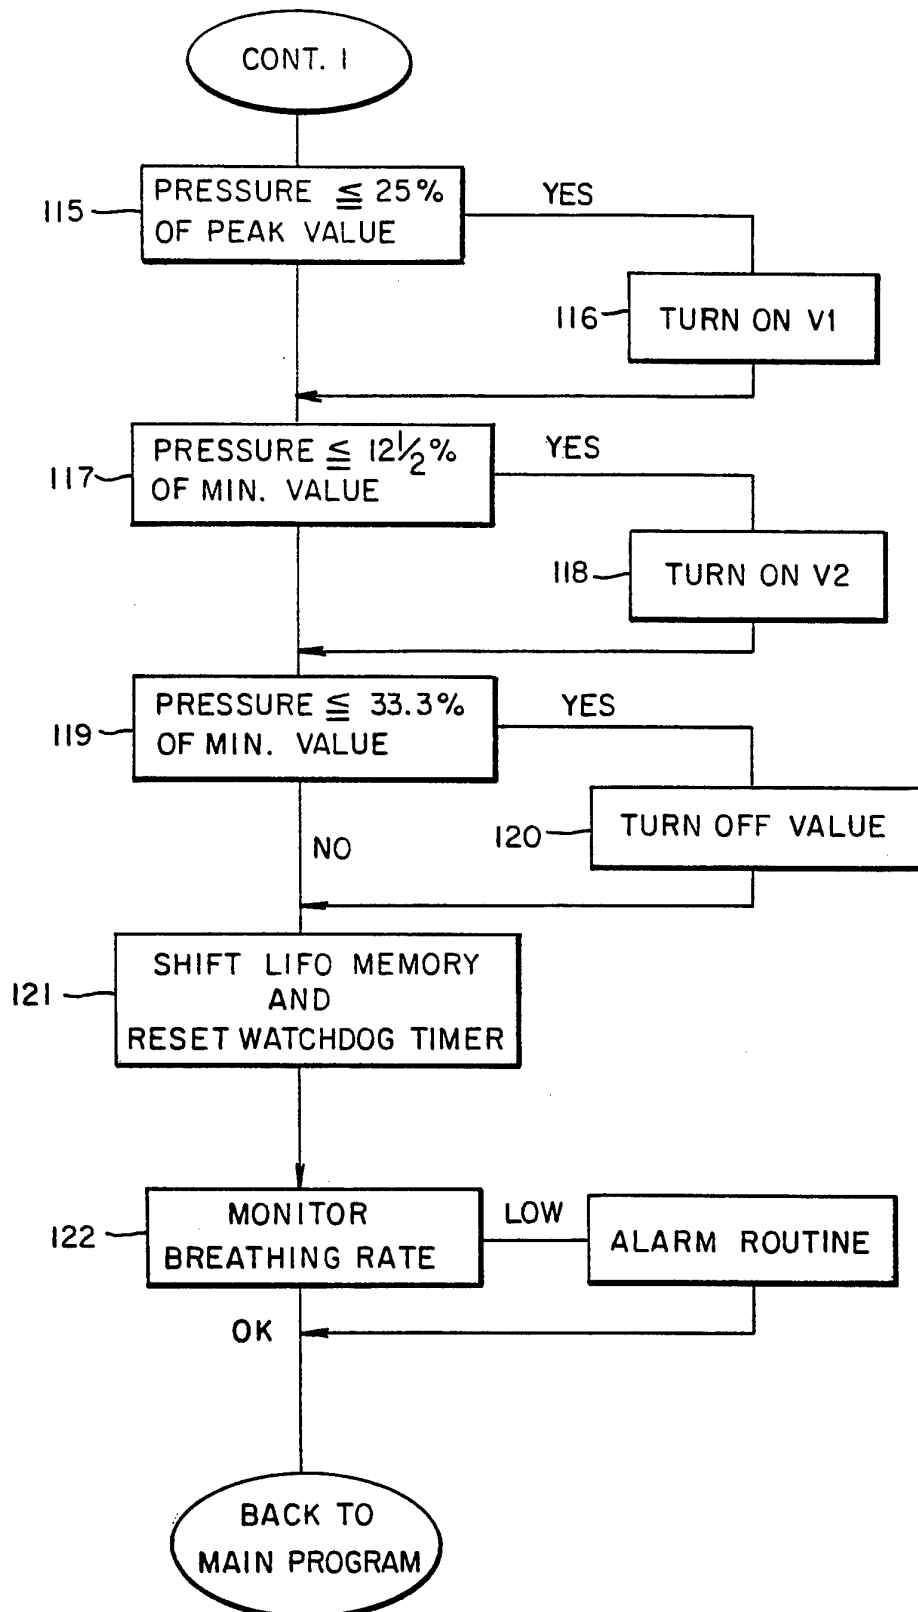 CONT. 1
115
PRESSURE ≦ 25%
OF PEAK VALUE
YES
116
TURN ON V1
117
PRESSURE ≦ 12½%
OF MIN. VALUE
YES
118
TURN ON V2
119
PRESSURE ≦ 33.3%
OF MIN. VALUE
YES
NO
120
TURN OFF VALUE
121
SHIFT LIFO MEMORY
AND
RESET WATCHDOG TIMER
122
MONITOR
BREATHING RATE
LOW
ALARM ROUTINE
OK
BACK TO
MAIN PROGRAM